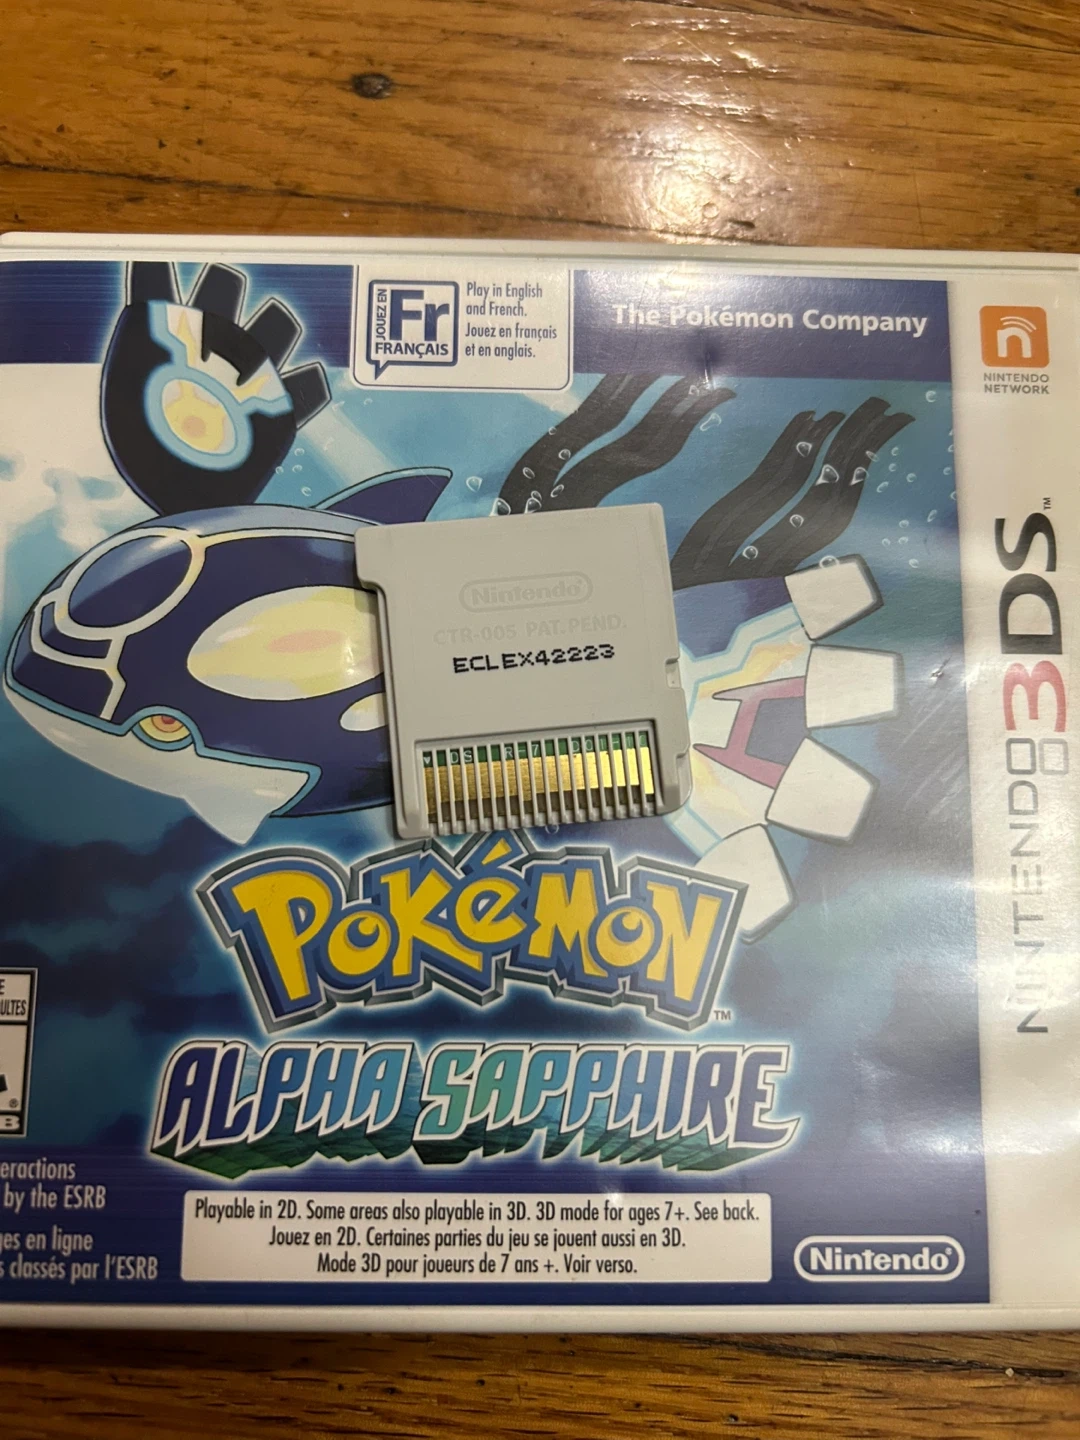 JOUEZ EN
Fr
FRANÇAIS
Play in English
and French.
Jouez en français
et en anglais.
The Pokémon Company
NINTENDO
NETWORK
NINTENDO 3DS™
Nintendo®
CTR-005 PAT.PEND.
ECLEX42223
POKéMON™
ALPHA SAPPHIRE
ULTES
eractions
by the ESRB
es en ligne
s classés par l'ESRB
Playable in 2D. Some areas also playable in 3D. 3D mode for ages 7+. See back.
Jouez en 2D. Certaines parties du jeu se jouent aussi en 3D.
Mode 3D pour joueurs de 7 ans +. Voir verso.
Nintendo®